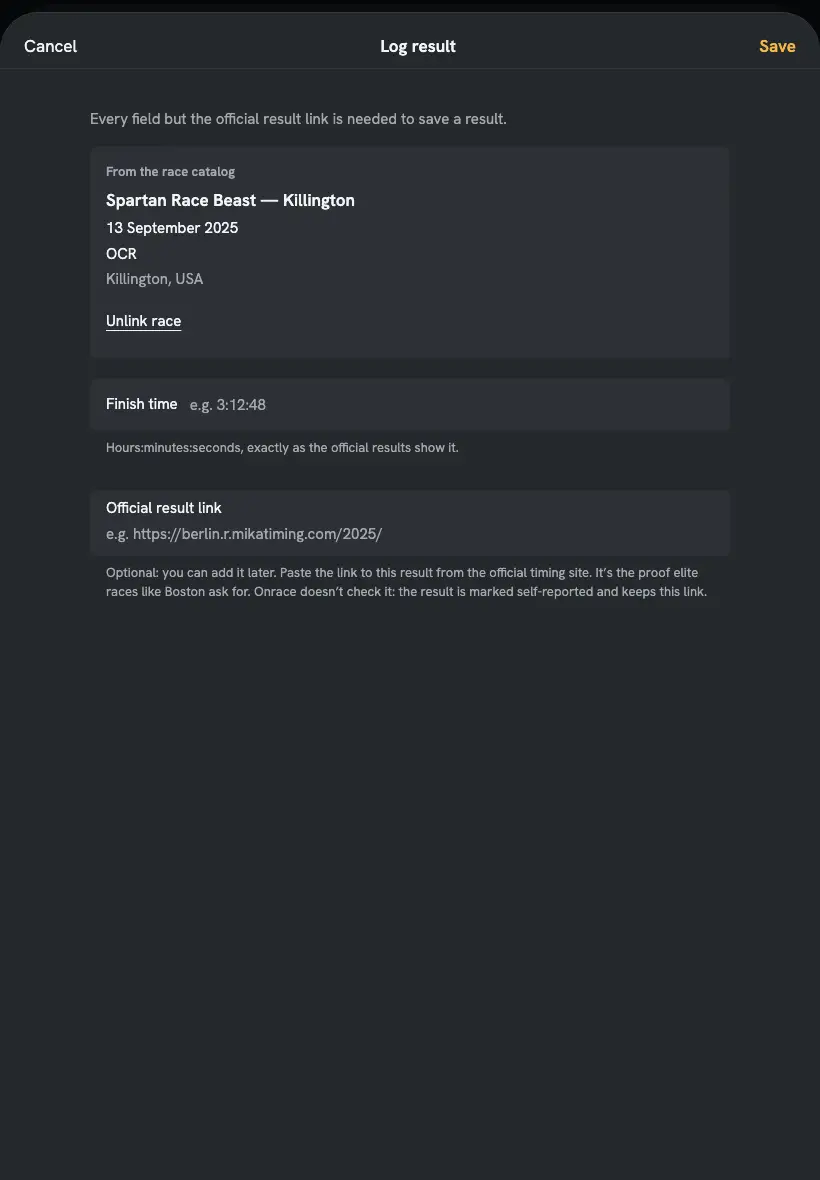 Cancel
Log result
Save
Every field but the official result link is needed to save a result.
From the race catalog
Spartan Race Beast — Killington
13 September 2025
OCR
Killington, USA
Unlink race
Finish time e.g. 3:12:48
Hours:minutes:seconds, exactly as the official results show it.
Official result link
e.g. https://berlin.r.mikatiming.com/2025/
Optional: you can add it later. Paste the link to this result from the official timing site. It’s the proof elite
races like Boston ask for. Onrace doesn’t check it: the result is marked self-reported and keeps this link.